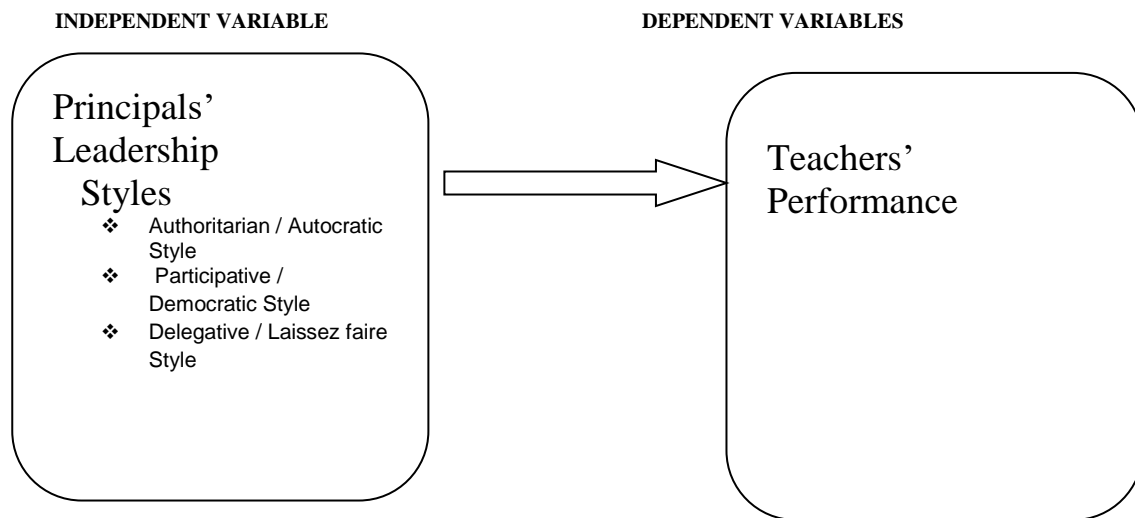 INDEPENDENT VARIABLE
DEPENDENT VARIABLES
Principals’
Leadership
Styles
❖ Authoritarian / Autocratic
Style
❖ Participative /
Democratic Style
❖ Delegative / Laissez faire
Style
Teachers’
Performance